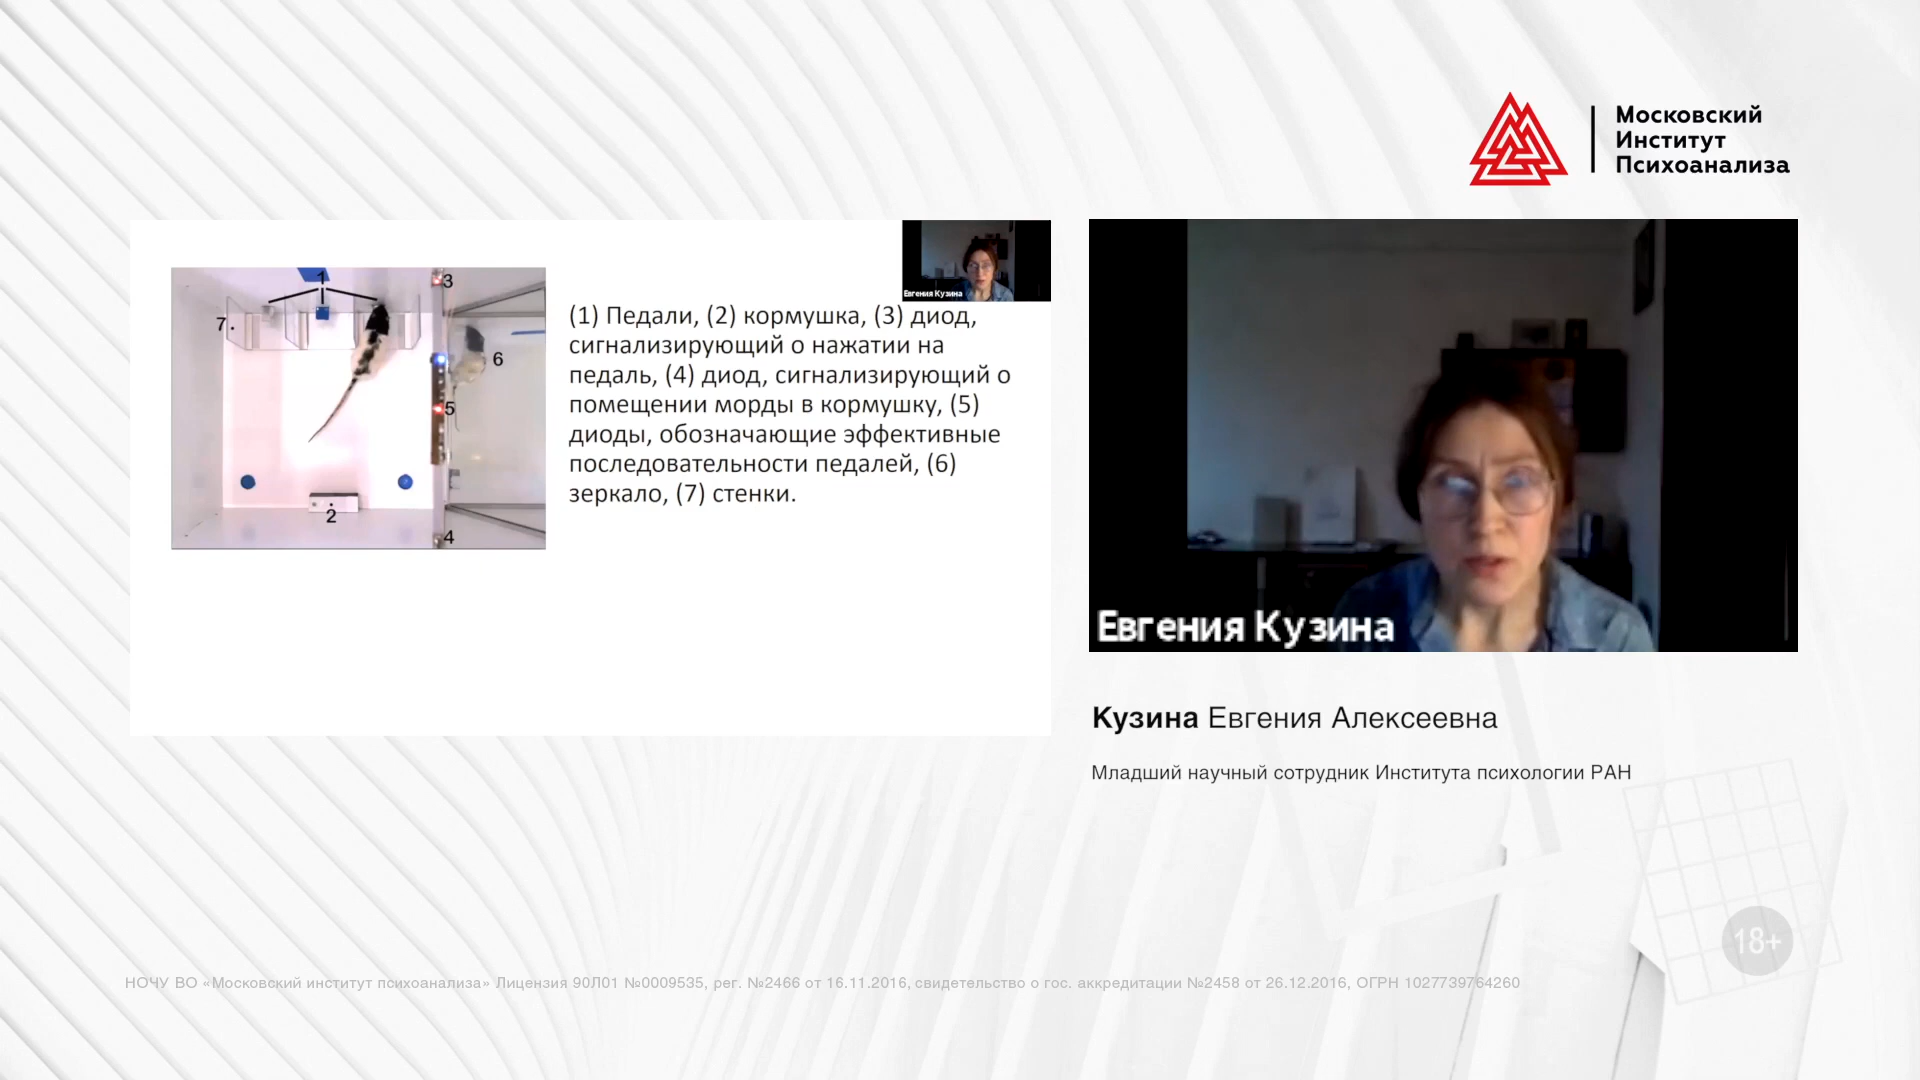 Московский
Институт
Психоанализа
1
3
7
6
5
2
4
Евгения Кузина
(1) Педали, (2) кормушка, (3) диод,
сигнализирующий о нажатии на
педаль, (4) диод, сигнализирующий о
помещении морды в кормушку, (5)
диоды, обозначающие эффективные
последовательности педалей, (6)
зеркало, (7) стенки.
Евгения Кузина
Кузина Евгения Алексеевна
Младший научный сотрудник Института психологии РАН
18+
НОЧУ ВО «Московский институт психоанализа» Лицензия 90Л01 №0009535, рег. №2466 от 16.11.2016, свидетельство о гос. аккредитации №2458 от 26.12.2016, ОГРН 1027739764260